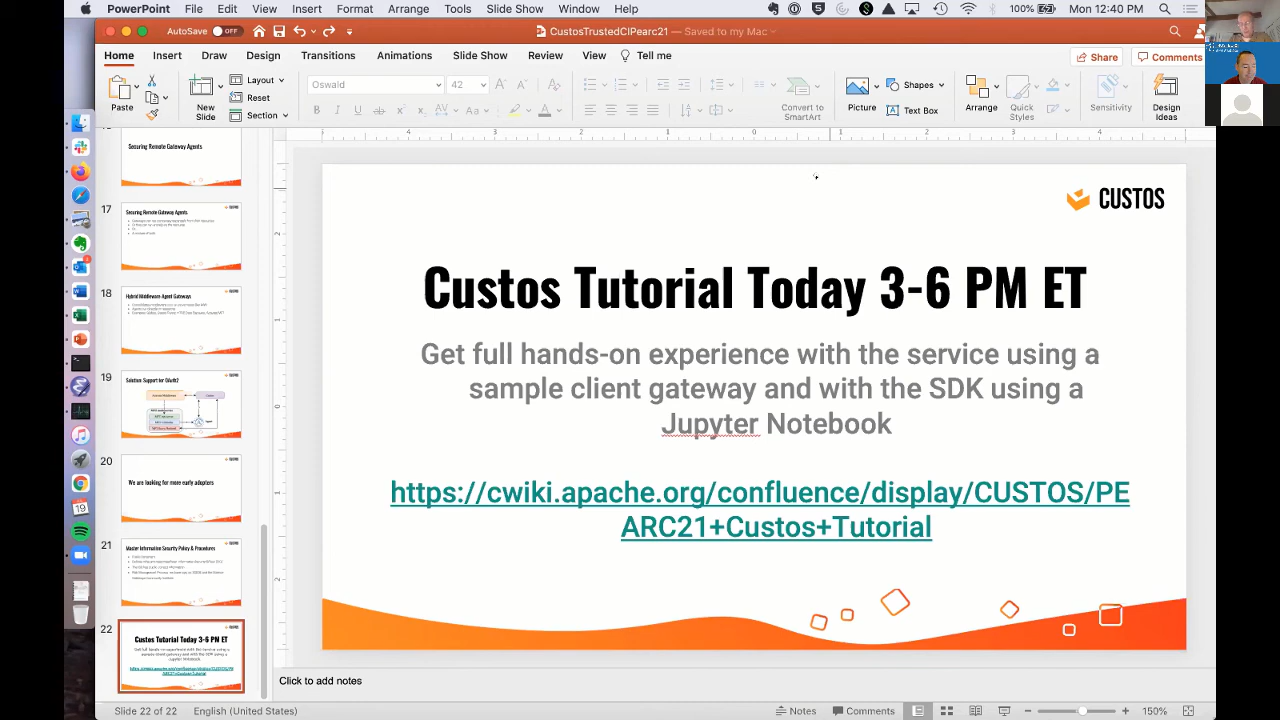 PowerPoint File Edit View Insert Format Arrange Tools Slide Show Window Help 100% Mon 12:40 PM
AutoSave OFF CustosTrustedCIPearc21 — Saved to my Mac
Home Insert Draw Design Transitions Animations Slide Show Review View Tell me Share Comments
Paste New Slide Layout Reset Section Oswald 42 Convert to SmartArt Picture Shapes Text Box Arrange Quick Styles Sensitivity Design Ideas
Securing Remote Gateway Agents
17
Securing Remote Gateway Agents
18
Hybrid Middleware-Agent Gateways
19
Solution: Support for OAuth2
20
We are looking for more early adopters
21
Master Information Security Policy & Procedures
22
Custos Tutorial Today 3-6 PM ET
CUSTOS
Custos Tutorial Today 3-6 PM ET
Get full hands-on experience with the service using a
sample client gateway and with the SDK using a
Jupyter Notebook
https://cwiki.apache.org/confluence/display/CUSTOS/PE
ARC21+Custos+Tutorial
Click to add notes
Slide 22 of 22 English (United States) Notes Comments 150%